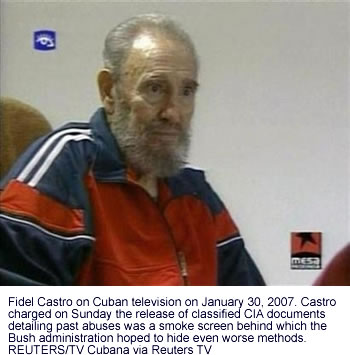 mesa
REDONDA
Fidel Castro on Cuban television on January 30, 2007. Castro
charged on Sunday the release of classified CIA documents
detailing past abuses was a smoke screen behind which the
Bush administration hoped to hide even worse methods.
REUTERS/TV Cubana via Reuters TV